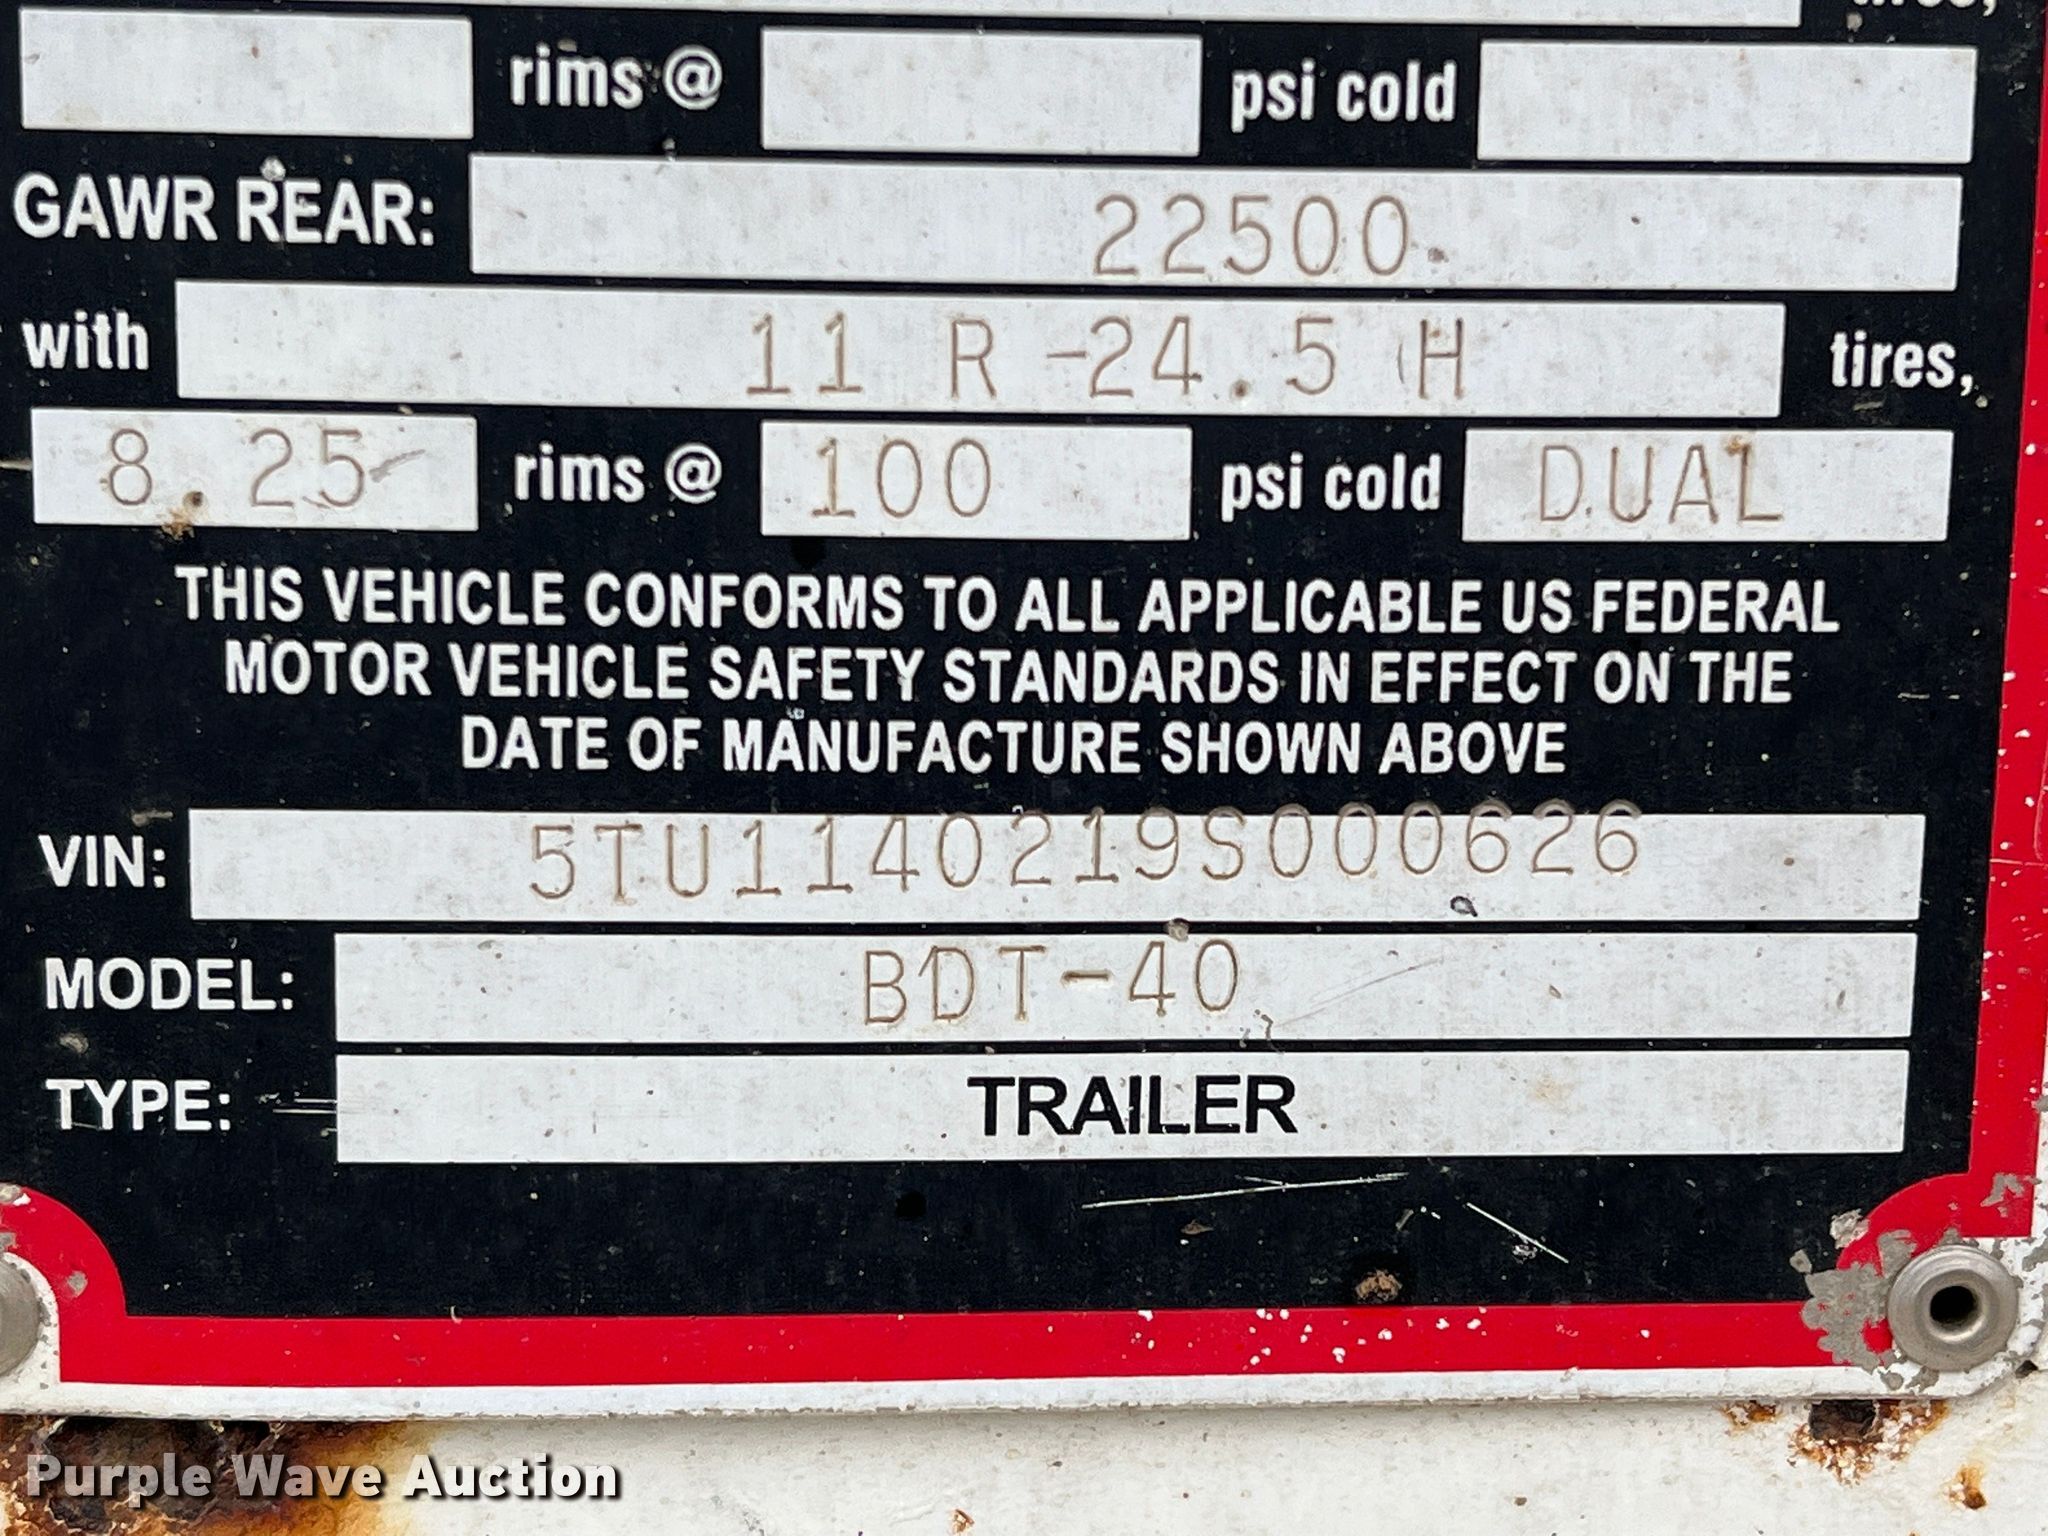 tires,
rims @ psi cold
GAWR REAR: 22500
with 11 R-24.5 H tires,
8.25 rims @ 100 psi cold DUAL
THIS VEHICLE CONFORMS TO ALL APPLICABLE US FEDERAL
MOTOR VEHICLE SAFETY STANDARDS IN EFFECT ON THE
DATE OF MANUFACTURE SHOWN ABOVE
VIN: 5TU1140219S000626
MODEL: BDT-40
TYPE: TRAILER
Purple Wave Auction